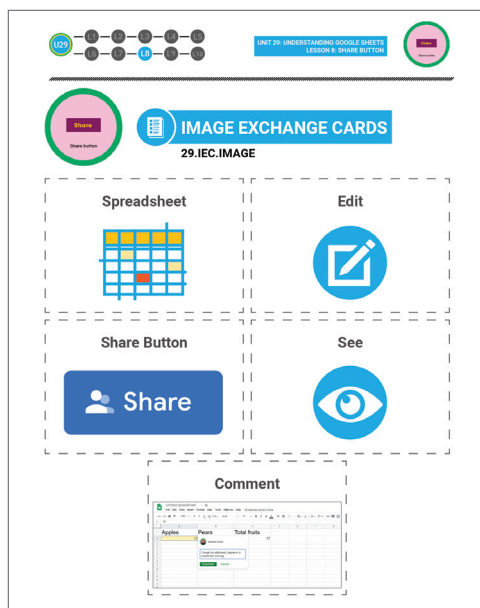 U29
L1 L2 L3 L4 L5
L6 L7 L8 L9 L10
UNIT 29: UNDERSTANDING GOOGLE SHEETS
LESSON 8: SHARE BUTTON
Share
Share
Share button
IMAGE EXCHANGE CARDS
29.IEC.IMAGE
Spreadsheet
Edit
Share Button
See
Share
Comment
Apples Pears Total fruits